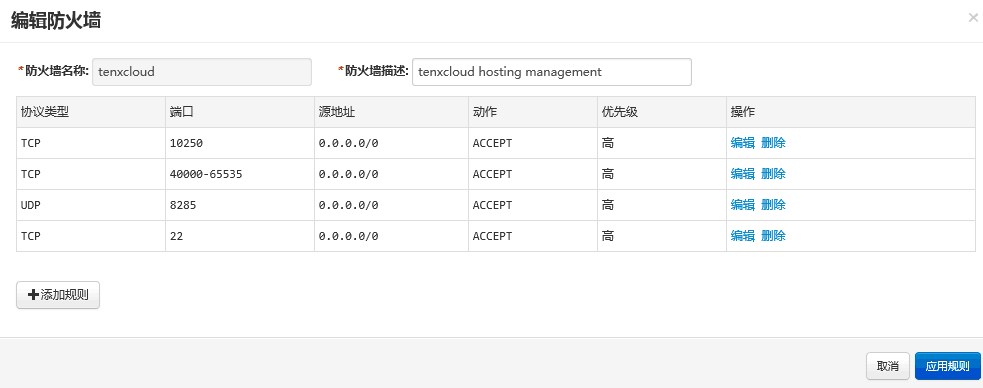 编辑防火墙 ×
*防火墙名称: tenxcloud *防火墙描述: tenxcloud hosting management
协议类型 端口 源地址 动作 优先级 操作
TCP 10250 0.0.0.0/0 ACCEPT 高 编辑 删除
TCP 40000-65535 0.0.0.0/0 ACCEPT 高 编辑 删除
UDP 8285 0.0.0.0/0 ACCEPT 高 编辑 删除
TCP 22 0.0.0.0/0 ACCEPT 高 编辑 删除
+添加规则
取消 应用规则